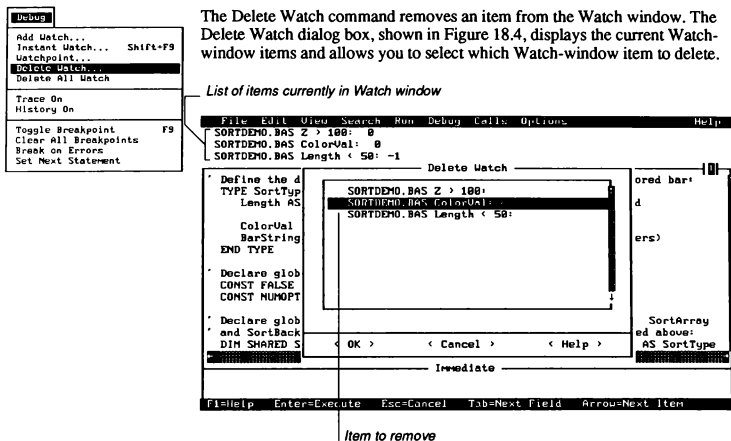 Debug
Add Watch...
Instant Watch... Shift+F9
Watchpoint...
Delete Watch...
Delete All Watch
Trace On
History On
Toggle Breakpoint F9
Clear All Breakpoints
Break on Errors
Set Next Statement
The Delete Watch command removes an item from the Watch window. The
Delete Watch dialog box, shown in Figure 18.4, displays the current Watch-
window items and allows you to select which Watch-window item to delete.
List of items currently in Watch window
File Edit View Search Run Debug Calls Options Help
SORTDEMO.BAS Z > 100: 0
SORTDEMO.BAS ColorVal: 0
SORTDEMO.BAS Length < 50: -1
Delete Watch
' Define the d ored bar:
TYPE SortTyp SORTDEMO.BAS Z > 100:
Length AS SORTDEMO.BAS ColorVal: d
SORTDEMO.BAS Length < 50:
ColorVal
BarString ers)
END TYPE
' Declare glob
CONST FALSE
CONST NUMOPT
' Declare glob SortArray
' and SortBack ed above:
DIM SHARED S < OK > < Cancel > < Help > AS SortType
Immediate
F1=Help Enter=Execute Esc=Cancel Tab=Next Field Arrow=Next Item
Item to remove